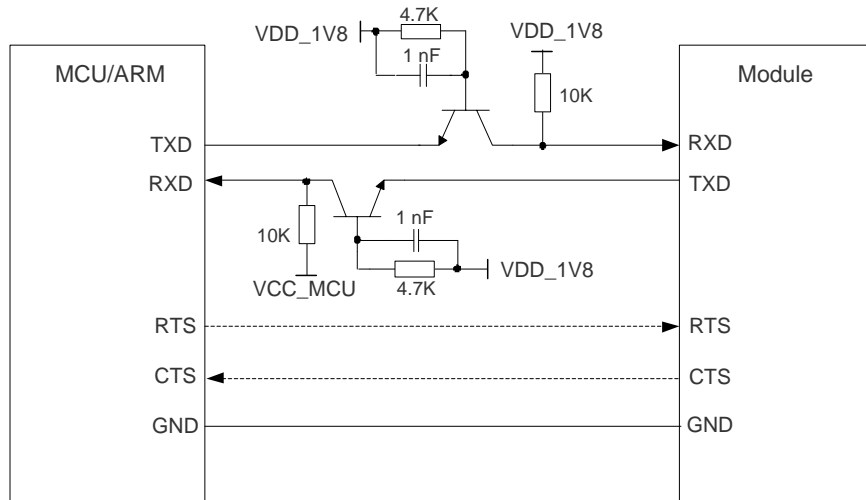 4.7K
VDD_1V8
VDD_1V8
1 nF
MCU/ARM
Module
10K
TXD
RXD
RXD
TXD
1 nF
10K
VDD_1V8
VCC_MCU
4.7K
RTS
RTS
CTS
CTS
GND
GND